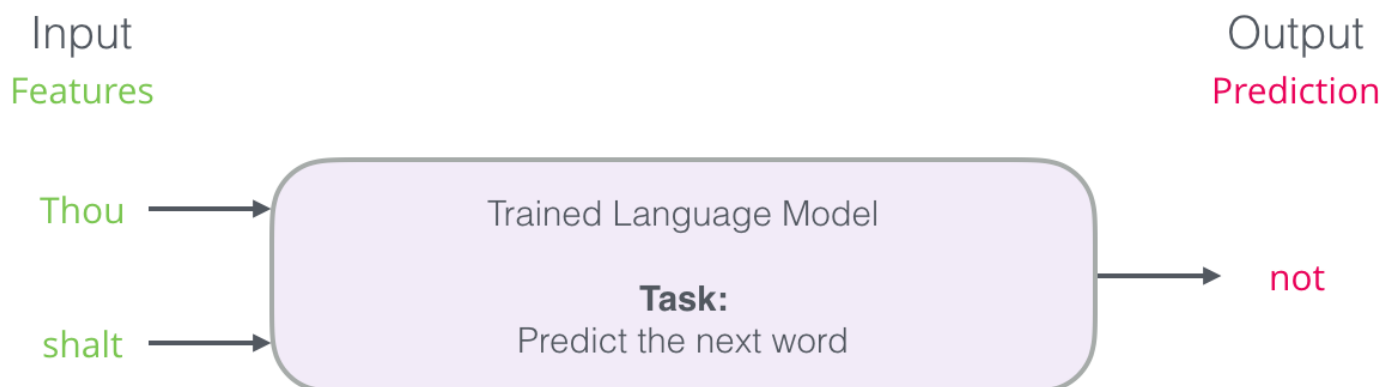 Input
Output
Features
Prediction
Thou
Trained Language Model
not
Task:
shalt
Predict the next word